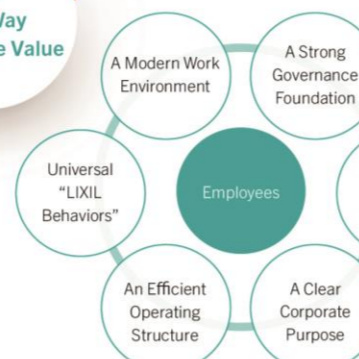 Way
e Value
A Modern Work
Environment
A Strong
Governance
Foundation
Universal
“LIXIL
Behaviors”
Employees
An Efficient
Operating
Structure
A Clear
Corporate
Purpose